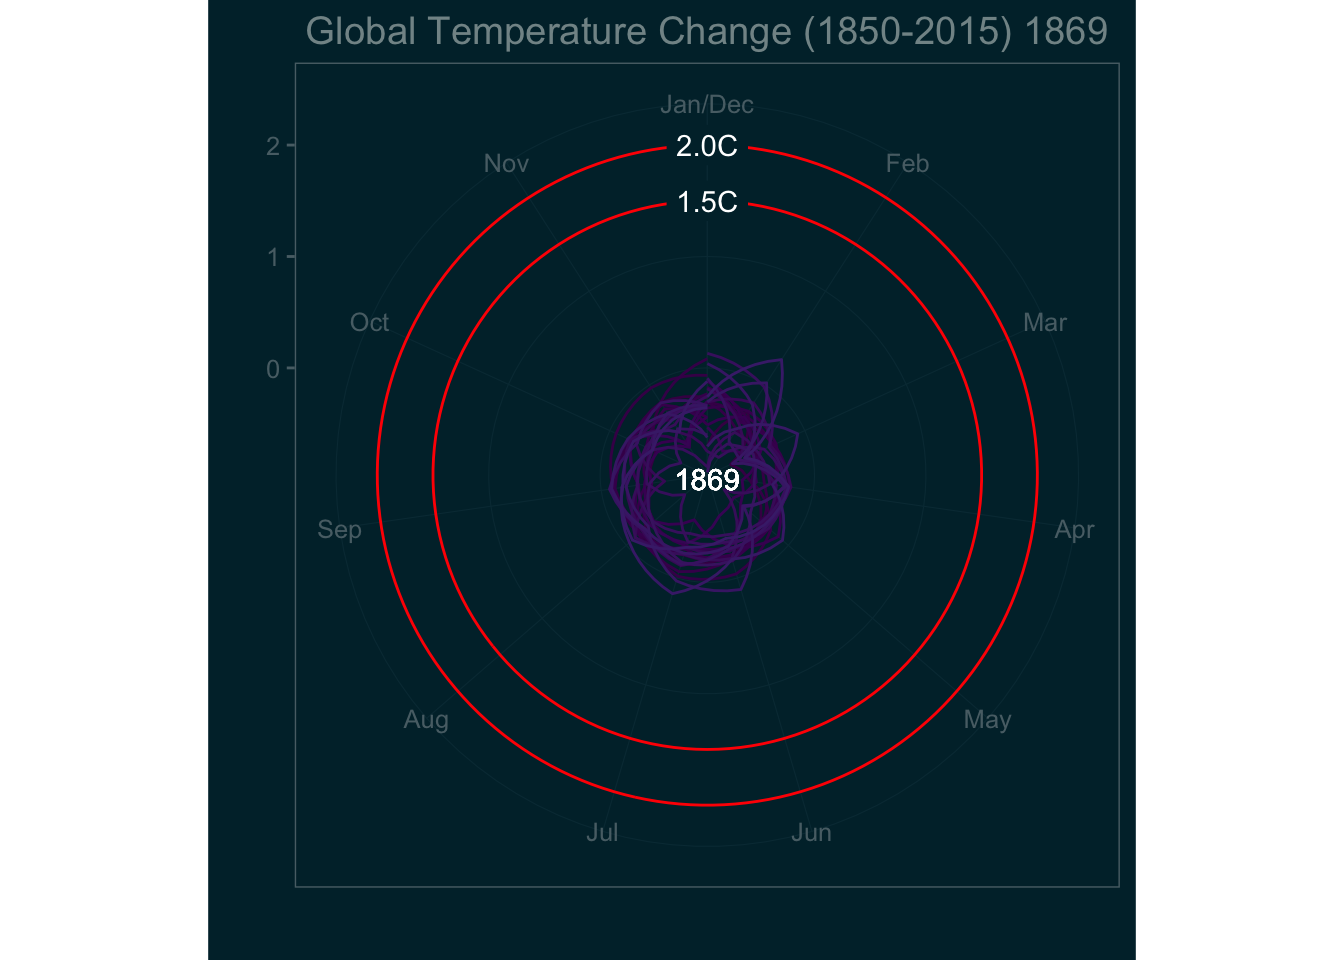 Global Temperature Change (1850-2015) 1869
Jan/Dec
2
2.0C
Nov
Feb
1.5C
1
Oct
Mar
0
1869
Sep
Apr
Aug
May
Jul
Jun